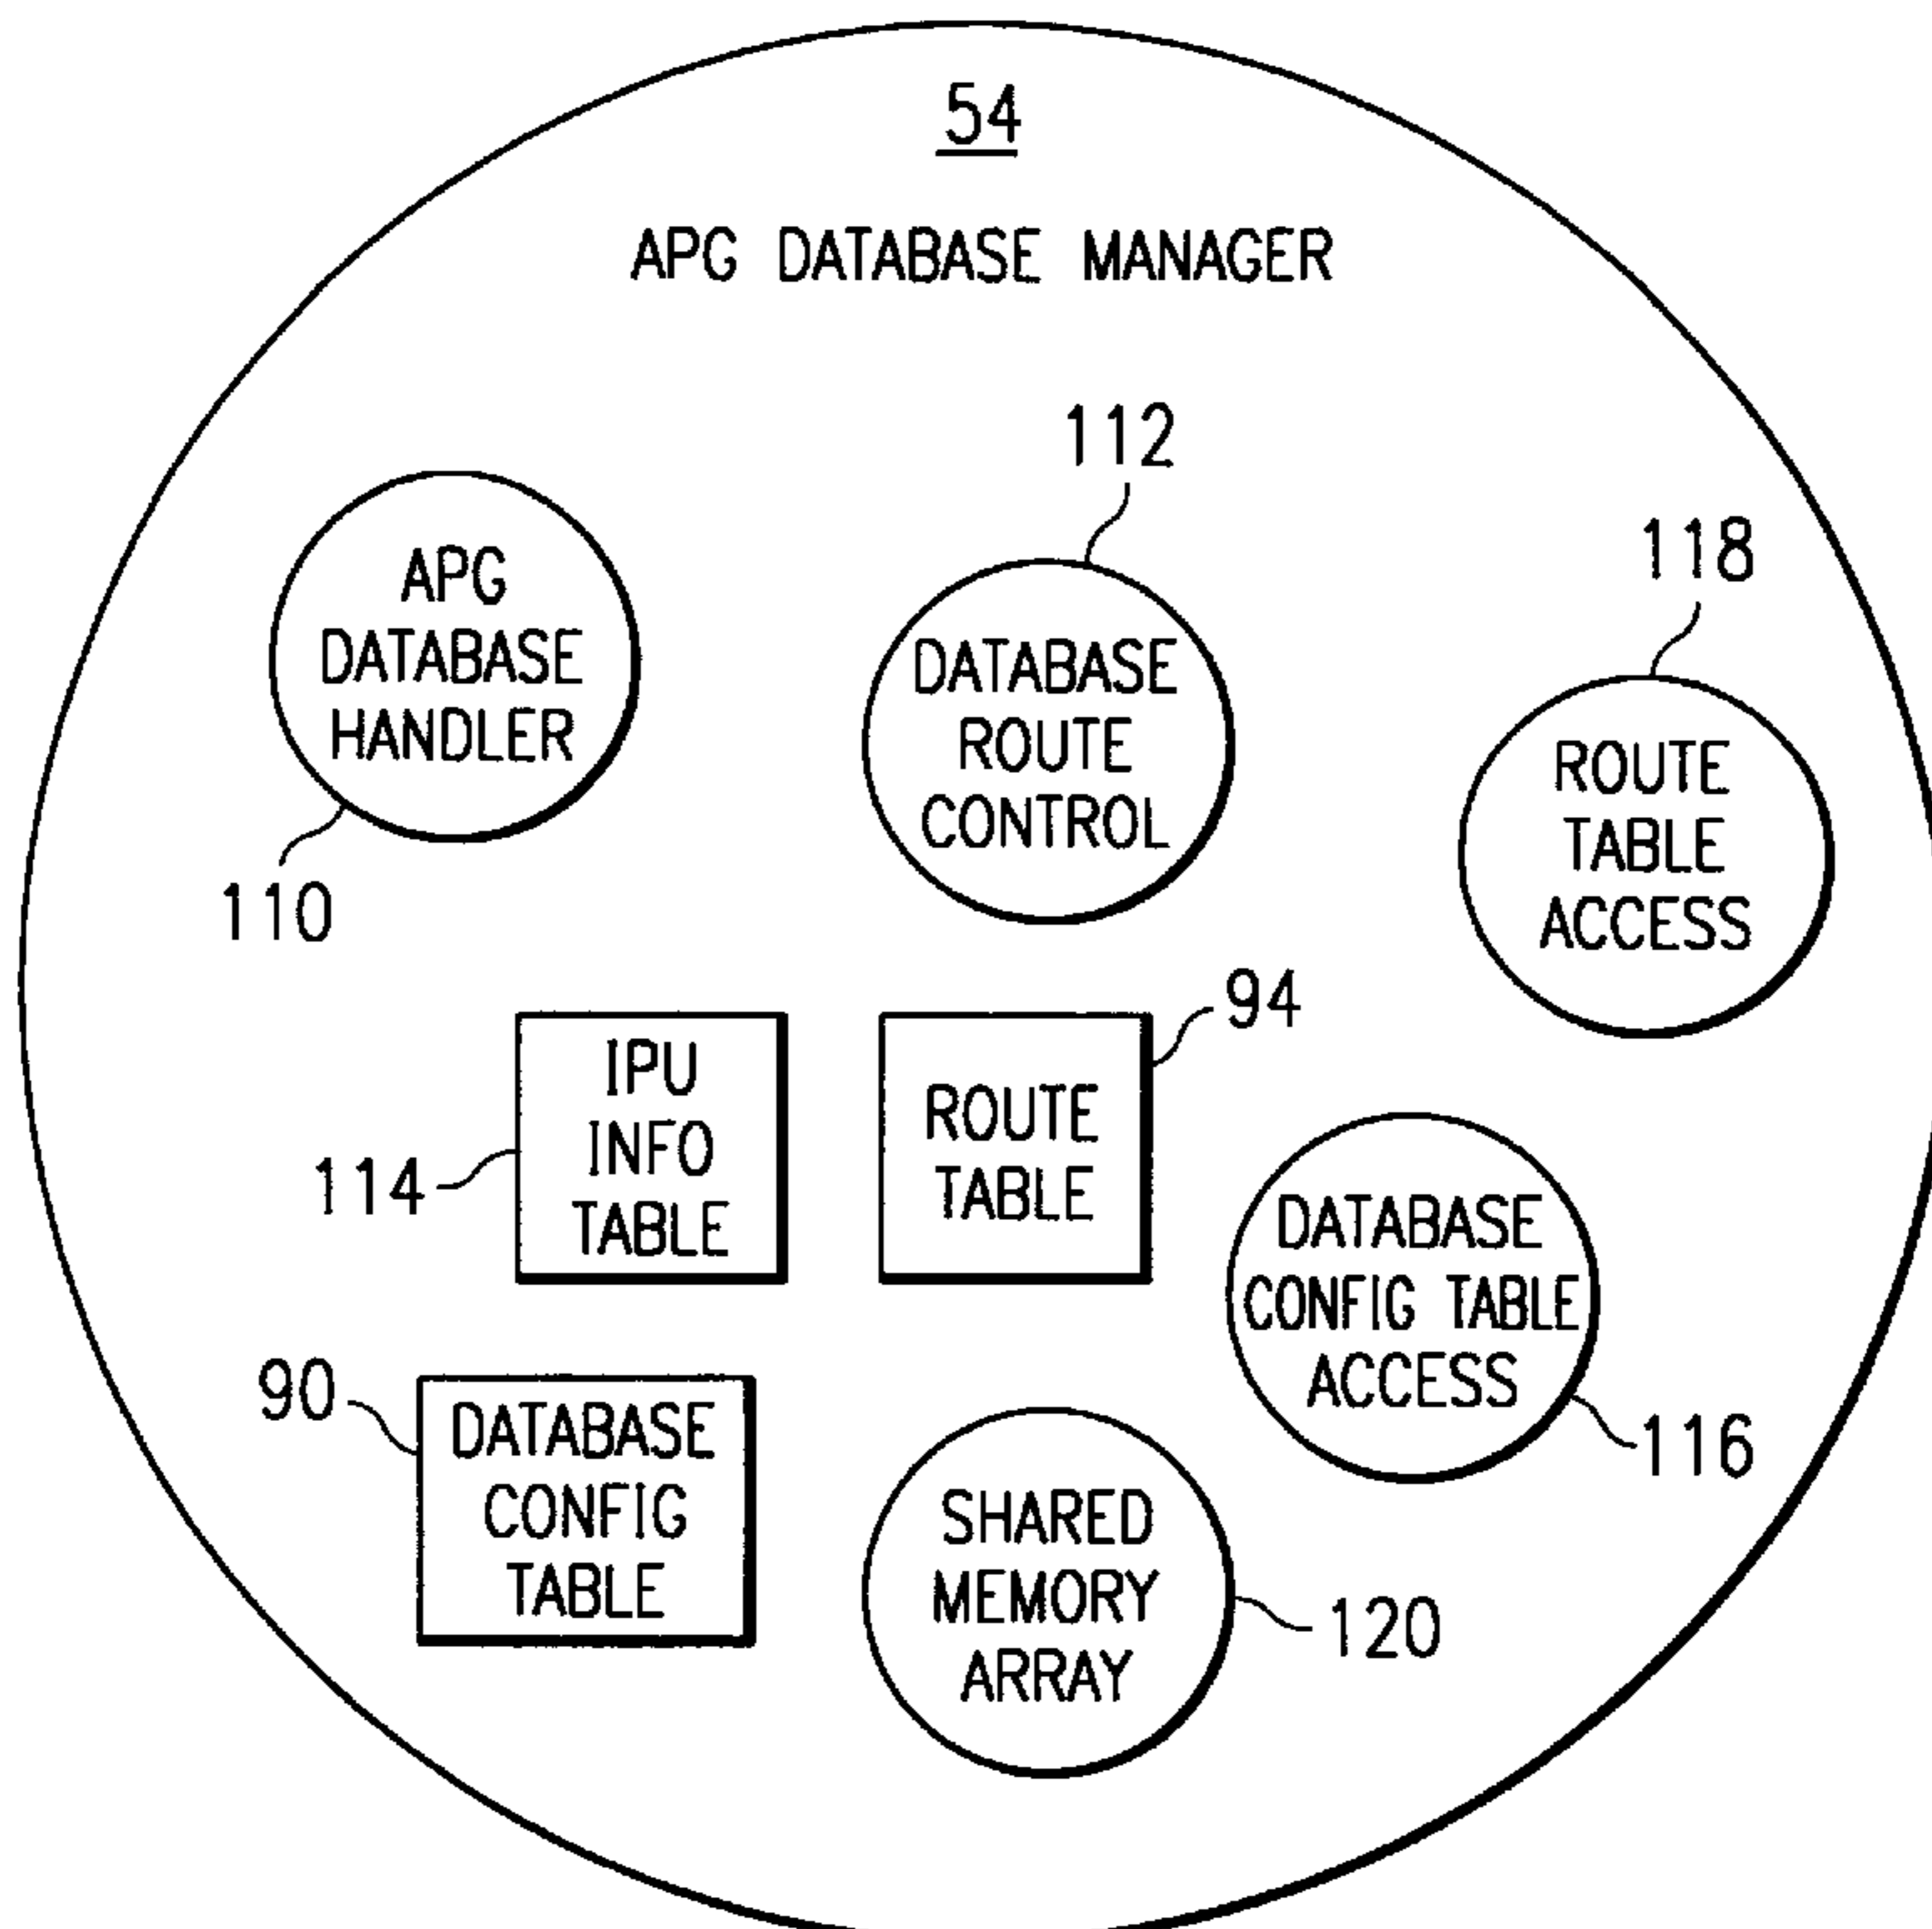 54
APG DATABASE MANAGER
112
118
APG
DATABASE
HANDLER
110
DATABASE
ROUTE
CONTROL
ROUTE
TABLE
ACCESS
94
IPU
INFO
TABLE
114
ROUTE
TABLE
DATABASE
CONFIG TABLE
ACCESS
116
90
DATABASE
CONFIG
TABLE
SHARED
MEMORY
ARRAY
120